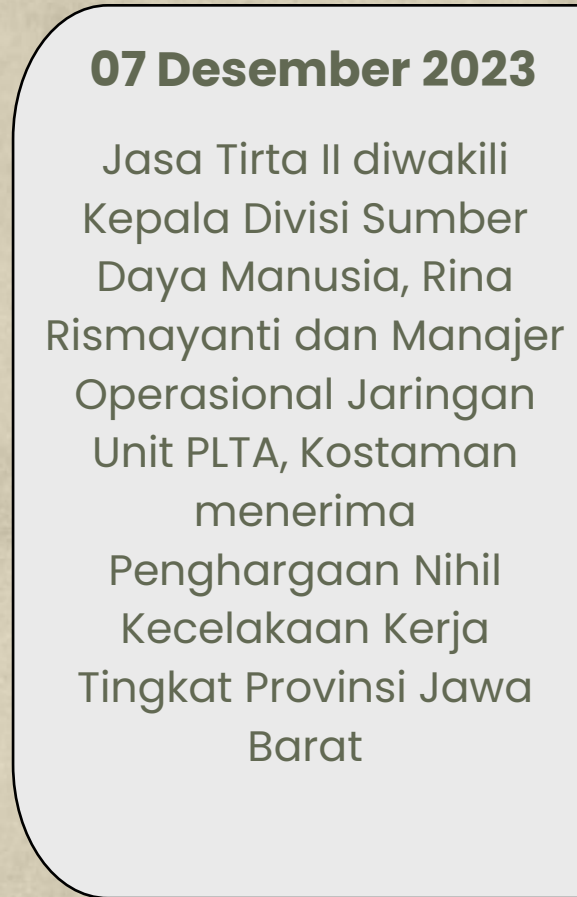 07 Desember 2023
Jasa Tirta II diwakili
Kepala Divisi Sumber
Daya Manusia, Rina
Rismayanti dan Manajer
Operasional Jaringan
Unit PLTA, Kostaman
menerima
Penghargaan Nihil
Kecelakaan Kerja
Tingkat Provinsi Jawa
Barat